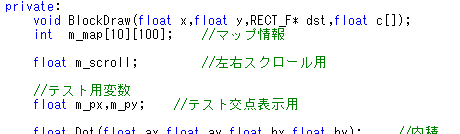 private:
void BlockDraw(float x,float y,RECT_F* dst,float c[]);
int m_map[10][100]; //マップ情報
float m_scroll; //左右スクロール用
//テスト用変数
float m_px,m_py; //テスト交点表示用
float Dot(float ax,float ay,float bx,float by); //内積